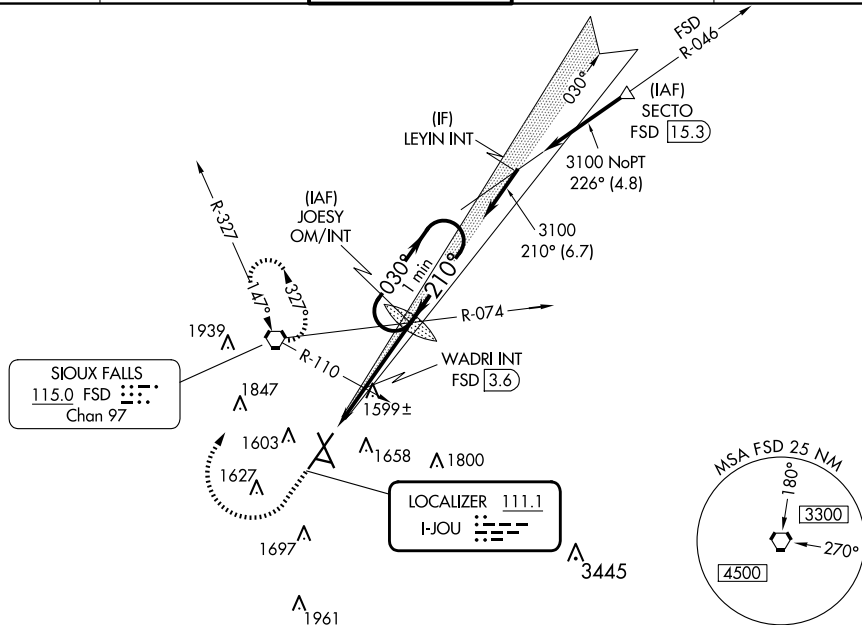 FSD
R-046
(IAF)
SECTO
FSD 15.3
030°
(IF)
LEYIN INT
3100 NoPT
226° (4.8)
3100
210° (6.7)
(IAF)
JOESY
OM/INT
R-327
030°
1 min
210°
147°
327°
R-074
1939
R-110
WADRI INT
FSD 3.6
SIOUX FALLS
115.0 FSD
Chan 97
1847
1599±
1603
1658
1800
1627
LOCALIZER 111.1
I-JOU
1697
3445
1961
MSA FSD 25 NM
180°
3300
270°
4500